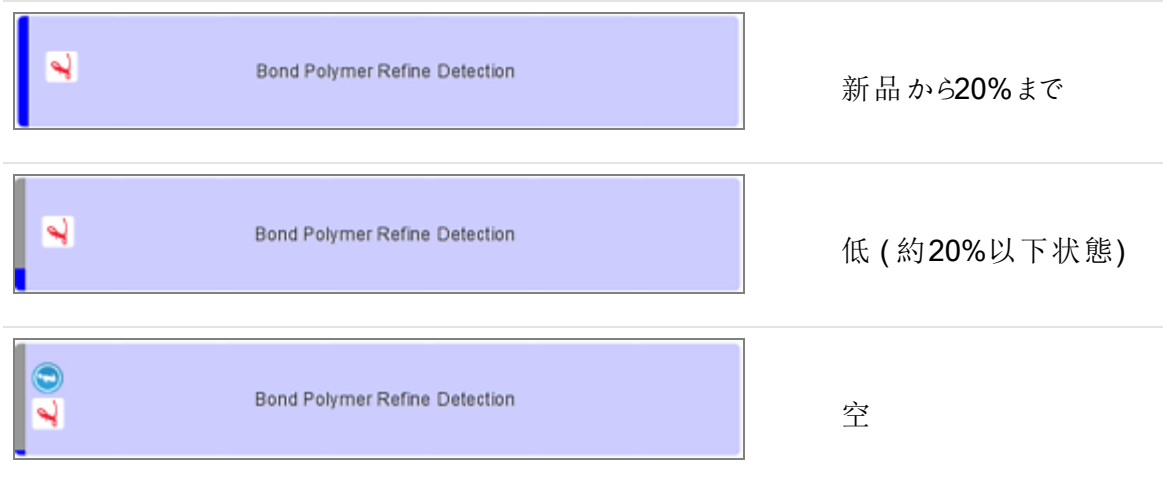 Bond Polymer Refine Detection
新品から20%まで
Bond Polymer Refine Detection
低 (約20%以下状態)
Bond Polymer Refine Detection
空